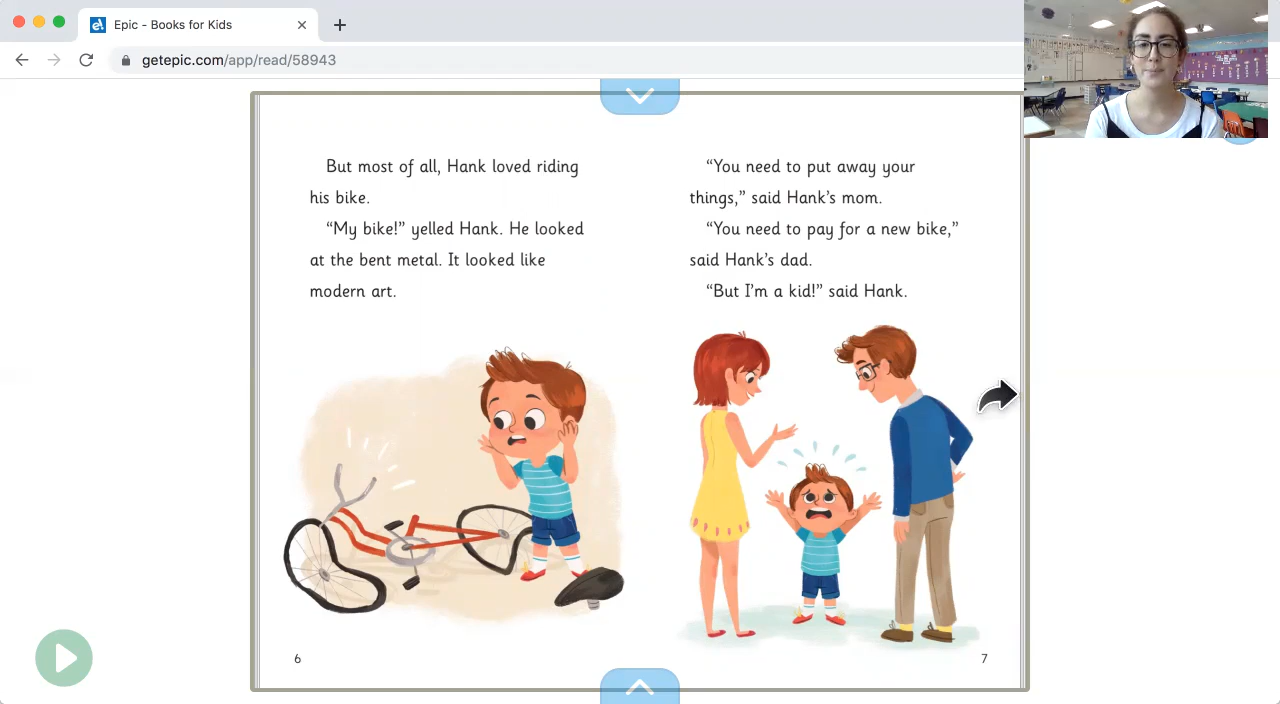 Epic - Books for Kids
getepic.com/app/read/58943
But most of all, Hank loved riding
his bike.
“My bike!” yelled Hank. He looked
at the bent metal. It looked like
modern art.
6
“You need to put away your
things,” said Hank’s mom.
“You need to pay for a new bike,”
said Hank’s dad.
“But I’m a kid!” said Hank.
7